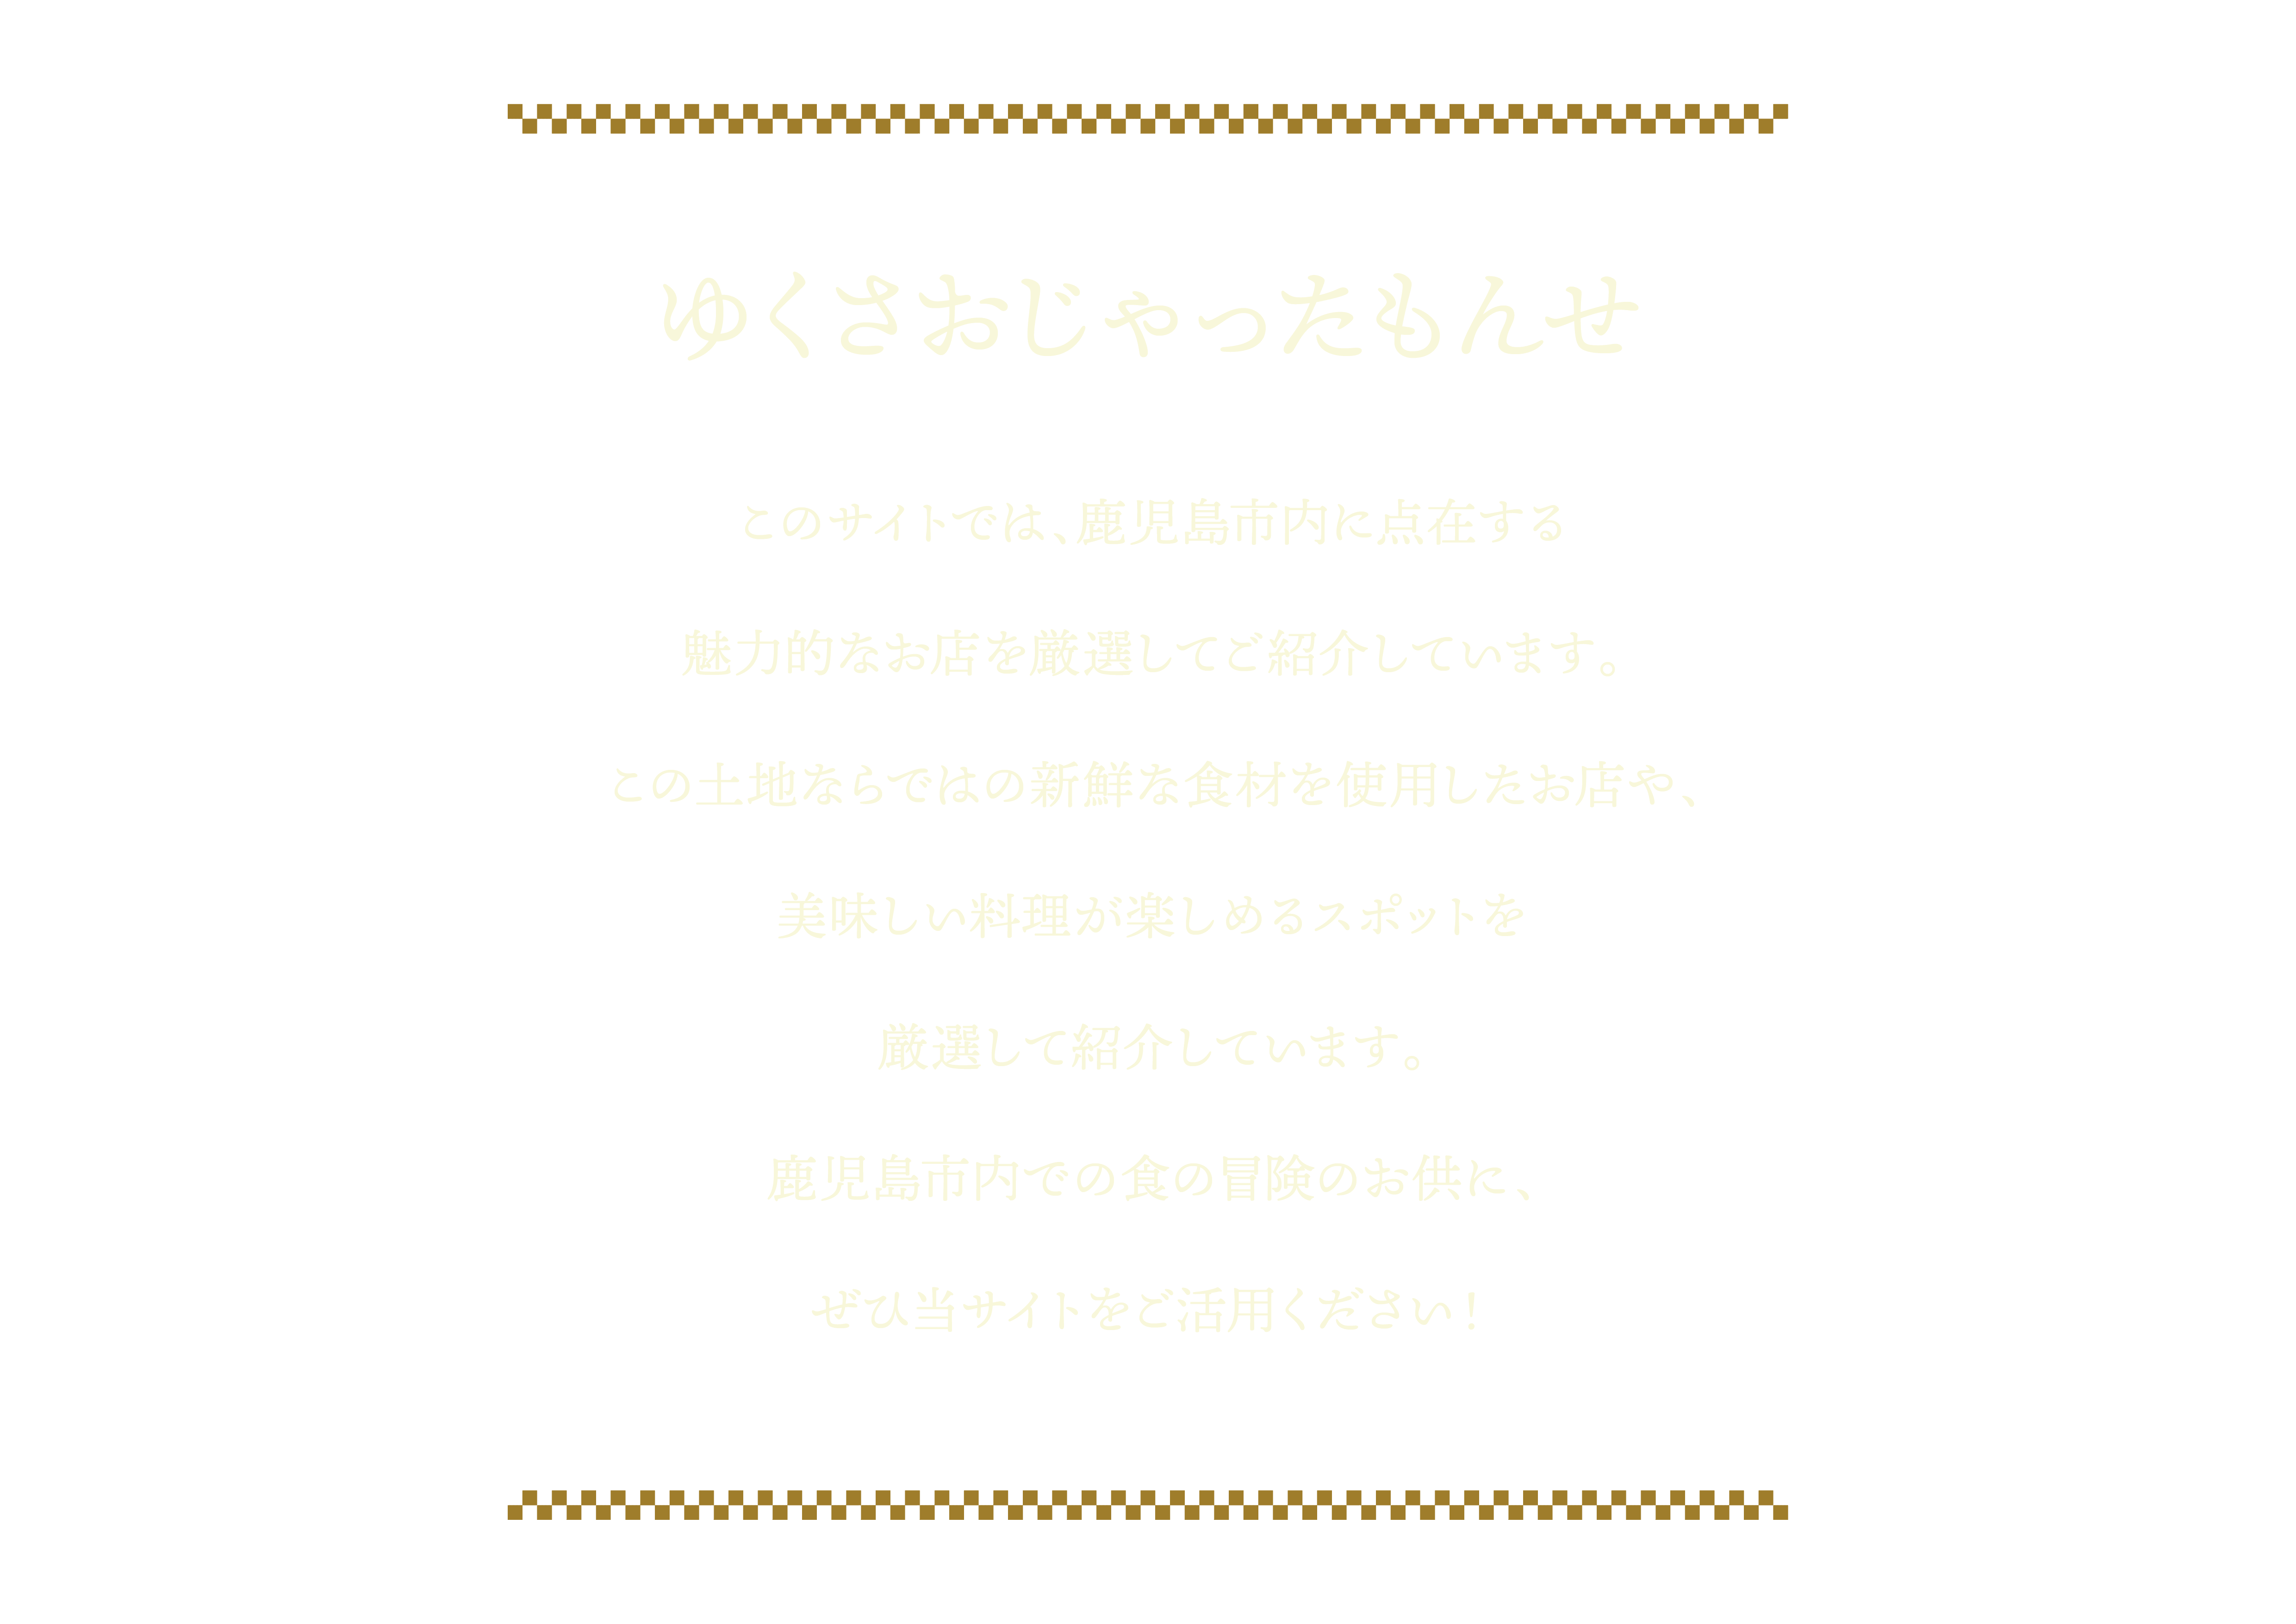 ゆくさおじゃったもんせ
このサイトでは、鹿児島市内に点在する
魅力的なお店を厳選してご紹介しています。
この土地ならではの新鮮な食材を使用したお店や、
美味しい料理が楽しめるスポットを
厳選して紹介しています。
鹿児島市内での食の冒険のお供に、
ぜひ当サイトをご活用ください！